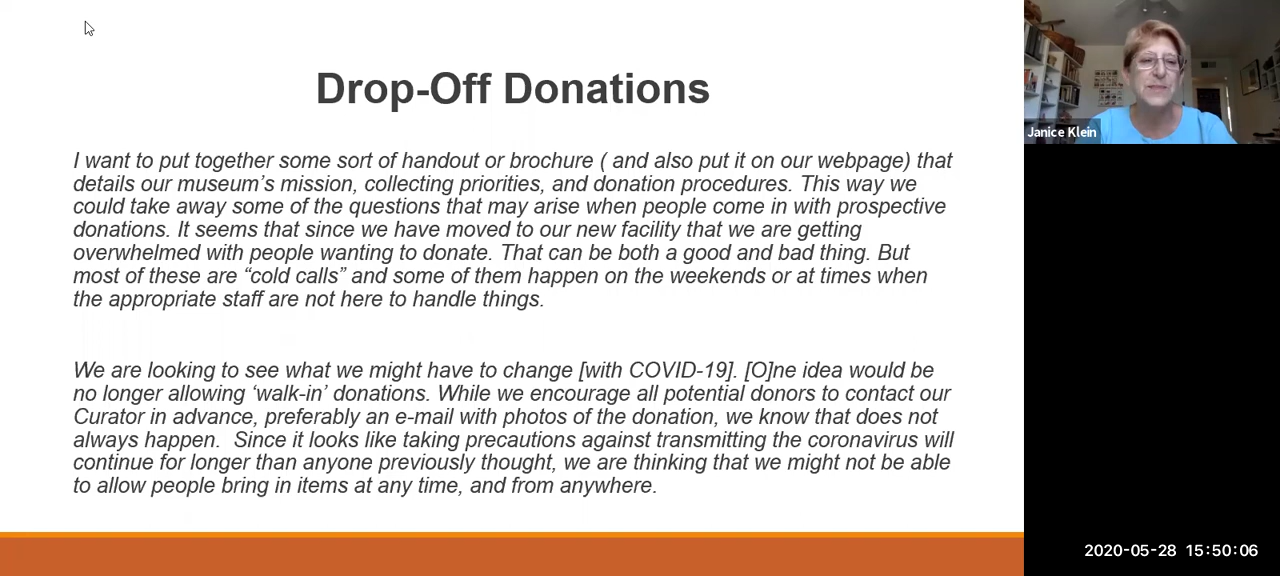 Drop-Off Donations
I want to put together some sort of handout or brochure ( and also put it on our webpage) that
details our museum's mission, collecting priorities, and donation procedures. This way we
could take away some of the questions that may arise when people come in with prospective
donations. It seems that since we have moved to our new facility that we are getting
overwhelmed with people wanting to donate. That can be both a good and bad thing. But
most of these are “cold calls” and some of them happen on the weekends or at times when
the appropriate staff are not here to handle things.
We are looking to see what we might have to change [with COVID-19]. [O]ne idea would be
no longer allowing ‘walk-in’ donations. While we encourage all potential donors to contact our
Curator in advance, preferably an e-mail with photos of the donation, we know that does not
always happen.  Since it looks like taking precautions against transmitting the coronavirus will
continue for longer than anyone previously thought, we are thinking that we might not be able
to allow people bring in items at any time, and from anywhere.
Janice Klein
2020-05-28 15:50:06